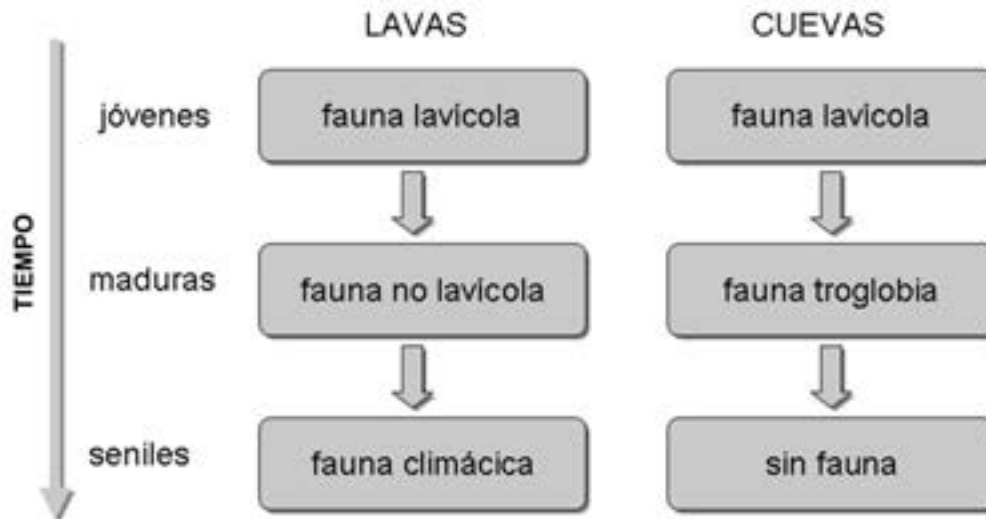 LAVAS CUEVAS
TIEMPO
jóvenes fauna lavícola fauna lavícola
maduras fauna no lavícola fauna troglobia
seniles fauna climácica sin fauna